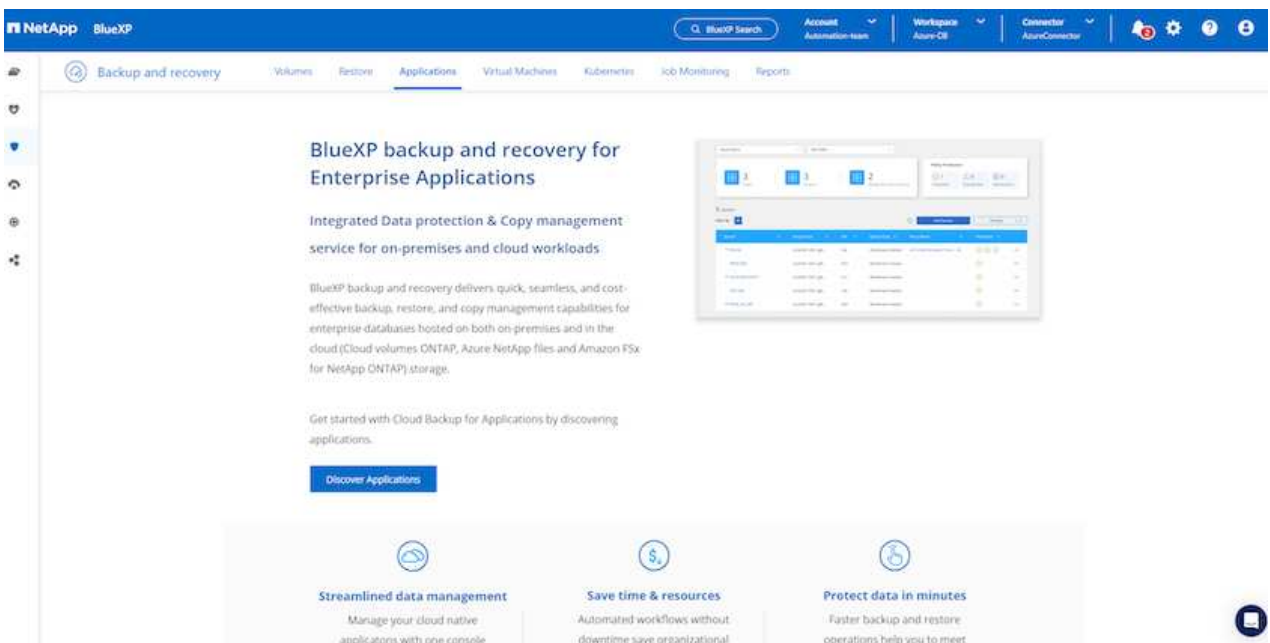 NetApp BlueXP
BlueXP Search
Account
Automation-team
Workspace
Azure-CB
Connector
AzureConnector
2
Backup and recovery
Volumes Restore Applications Virtual Machines Kubernetes Job Monitoring Reports
BlueXP backup and recovery for
Enterprise Applications
Integrated Data protection & Copy management
service for on-premises and cloud workloads
BlueXP backup and recovery delivers quick, seamless, and cost-
effective backup, restore, and copy management capabilities for
enterprise databases hosted on both on-premises and in the
cloud (Cloud volumes ONTAP, Azure NetApp files and Amazon FSx
for NetApp ONTAP) storage.
Get started with Cloud Backup for Applications by discovering
applications.
Discover Applications
3
3
2
Streamlined data management
Manage your cloud native
applicatons with one console
Save time & resources
Automated workflows without
downtime save organizational
Protect data in minutes
Faster backup and restore
operations help you to meet